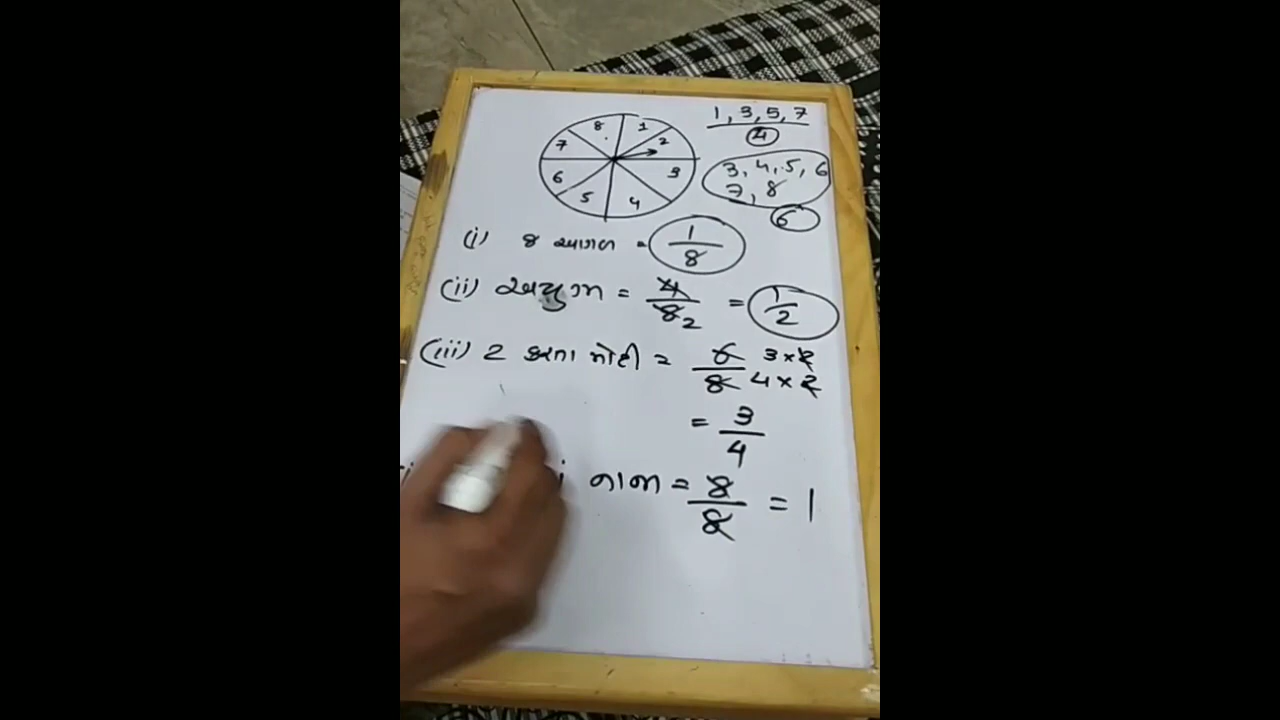 8 1
7 2
6 3
5 4
1, 3, 5, 7
4
3, 4, 5, 6
7, 8
6
(i) 8 આગળ = 1/8
(ii) અયુગ્મ = 4/8 2 = 1/2
(iii) 2 કરતા મોટી = 6/8 3 × 2 / 4 × 2
= 3/4
નાના = 8/8 = 1